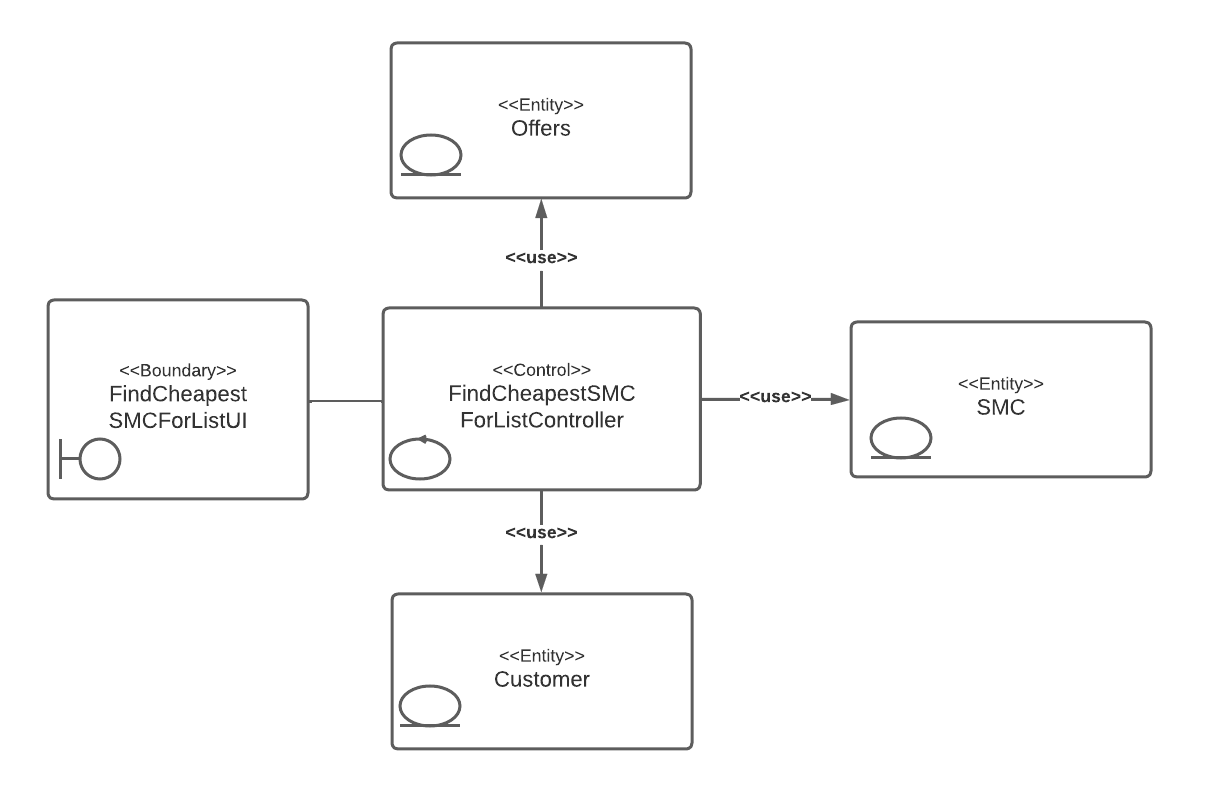 <<Entity>>
Offers
<<use>>
<<Boundary>>
FindCheapest
SMCForListUI
<<Control>>
FindCheapestSMC
ForListController
<<use>>
<<Entity>>
SMC
<<use>>
<<Entity>>
Customer